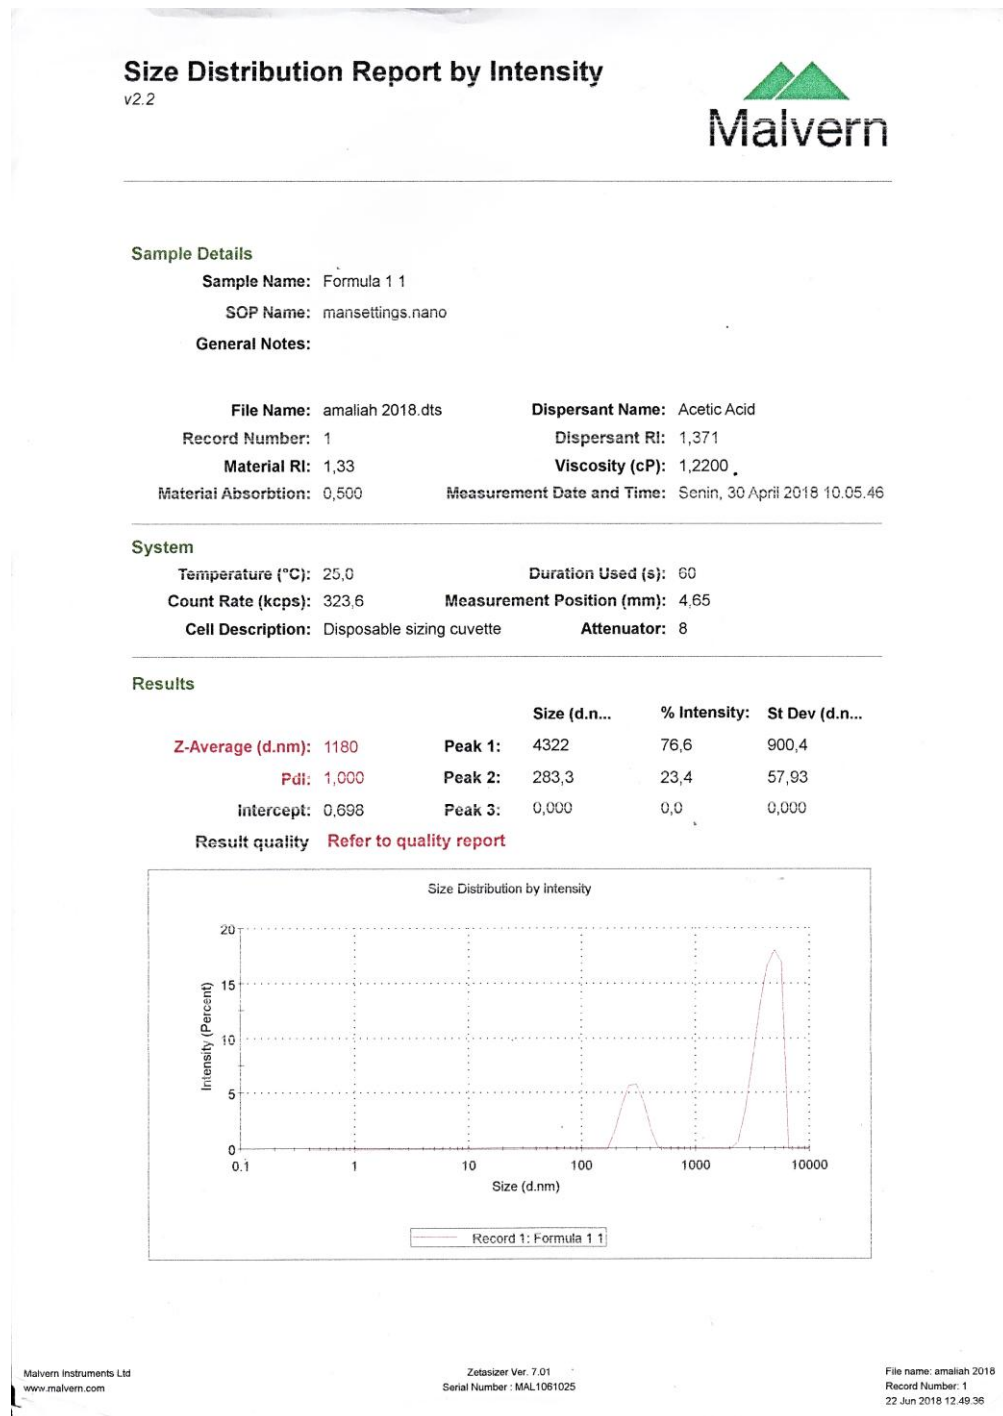 Size Distribution Report by Intensity
v2.2
Malvern
Sample Details
Sample Name: Formula 1 1
SOP Name: mansettings.nano
General Notes:
File Name: amaliah 2018.dts Dispersant Name: Acetic Acid
Record Number: 1 Dispersant RI: 1,371
Material RI: 1,33 Viscosity (cP): 1,2200
Material Absorbtion: 0,500 Measurement Date and Time: Senin, 30 April 2018 10.05.46
System
Temperature (°C): 25,0 Duration Used (s): 60
Count Rate (kcps): 323,6 Measurement Position (mm): 4,65
Cell Description: Disposable sizing cuvette Attenuator: 8
Results
Size (d.n... % Intensity: St Dev (d.n...
Z-Average (d.nm): 1180 Peak 1: 4322 76,6 900,4
PdI: 1,000 Peak 2: 283,3 23,4 57,93
Intercept: 0,698 Peak 3: 0,000 0,0 0,000
Result quality Refer to quality report
Size Distribution by Intensity
Intensity (Percent)
20
15
10
5
0
0.1 1 10 100 1000 10000
Size (d.nm)
Record 1: Formula 1 1
Malvern Instruments Ltd Zetasizer Ver. 7.01 File name: amaliah 2018
www.malvern.com Serial Number : MAL1061025 Record Number: 1
22 Jun 2018 12.49.36